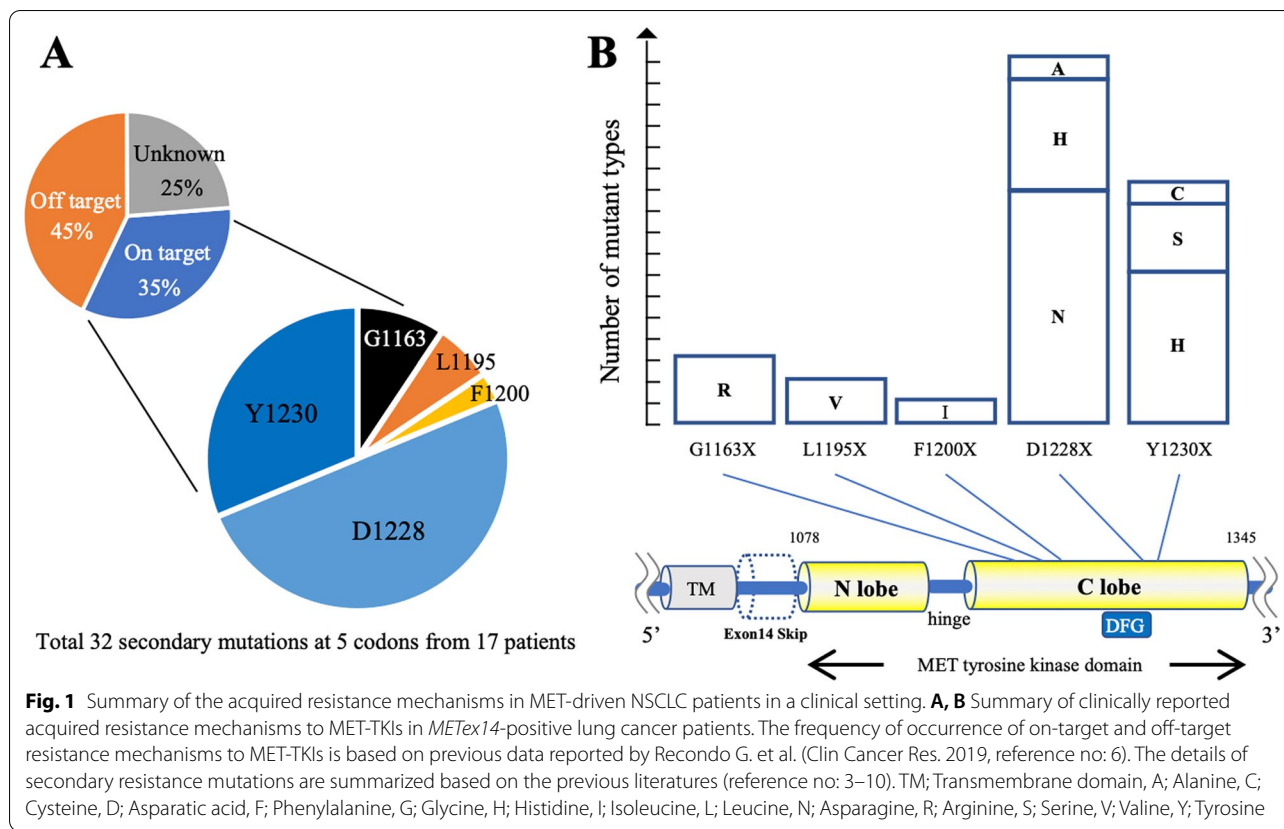 A
Unknown
25%
Off target
45%
On target
35%
G1163
L1195
F1200
Y1230
D1228
Total 32 secondary mutations at 5 codons from 17 patients
B
Number of mutant types
A
H
N
C
S
H
R
V
I
G1163X
L1195X
F1200X
D1228X
Y1230X
1078
1345
TM
N lobe
C lobe
hinge
DFG
5’
Exon14 Skip
3’
MET tyrosine kinase domain
Fig. 1 Summary of the acquired resistance mechanisms in MET-driven NSCLC patients in a clinical setting. A, B Summary of clinically reported
acquired resistance mechanisms to MET-TKIs in METex14-positive lung cancer patients. The frequency of occurrence of on-target and off-target
resistance mechanisms to MET-TKIs is based on previous data reported by Recondo G. et al. (Clin Cancer Res. 2019, reference no: 6). The details of
secondary resistance mutations are summarized based on the previous literatures (reference no: 3–10). TM; Transmembrane domain, A; Alanine, C;
Cysteine, D; Asparatic acid, F; Phenylalanine, G; Glycine, H; Histidine, I; Isoleucine, L; Leucine, N; Asparagine, R; Arginine, S; Serine, V; Valine, Y; Tyrosine